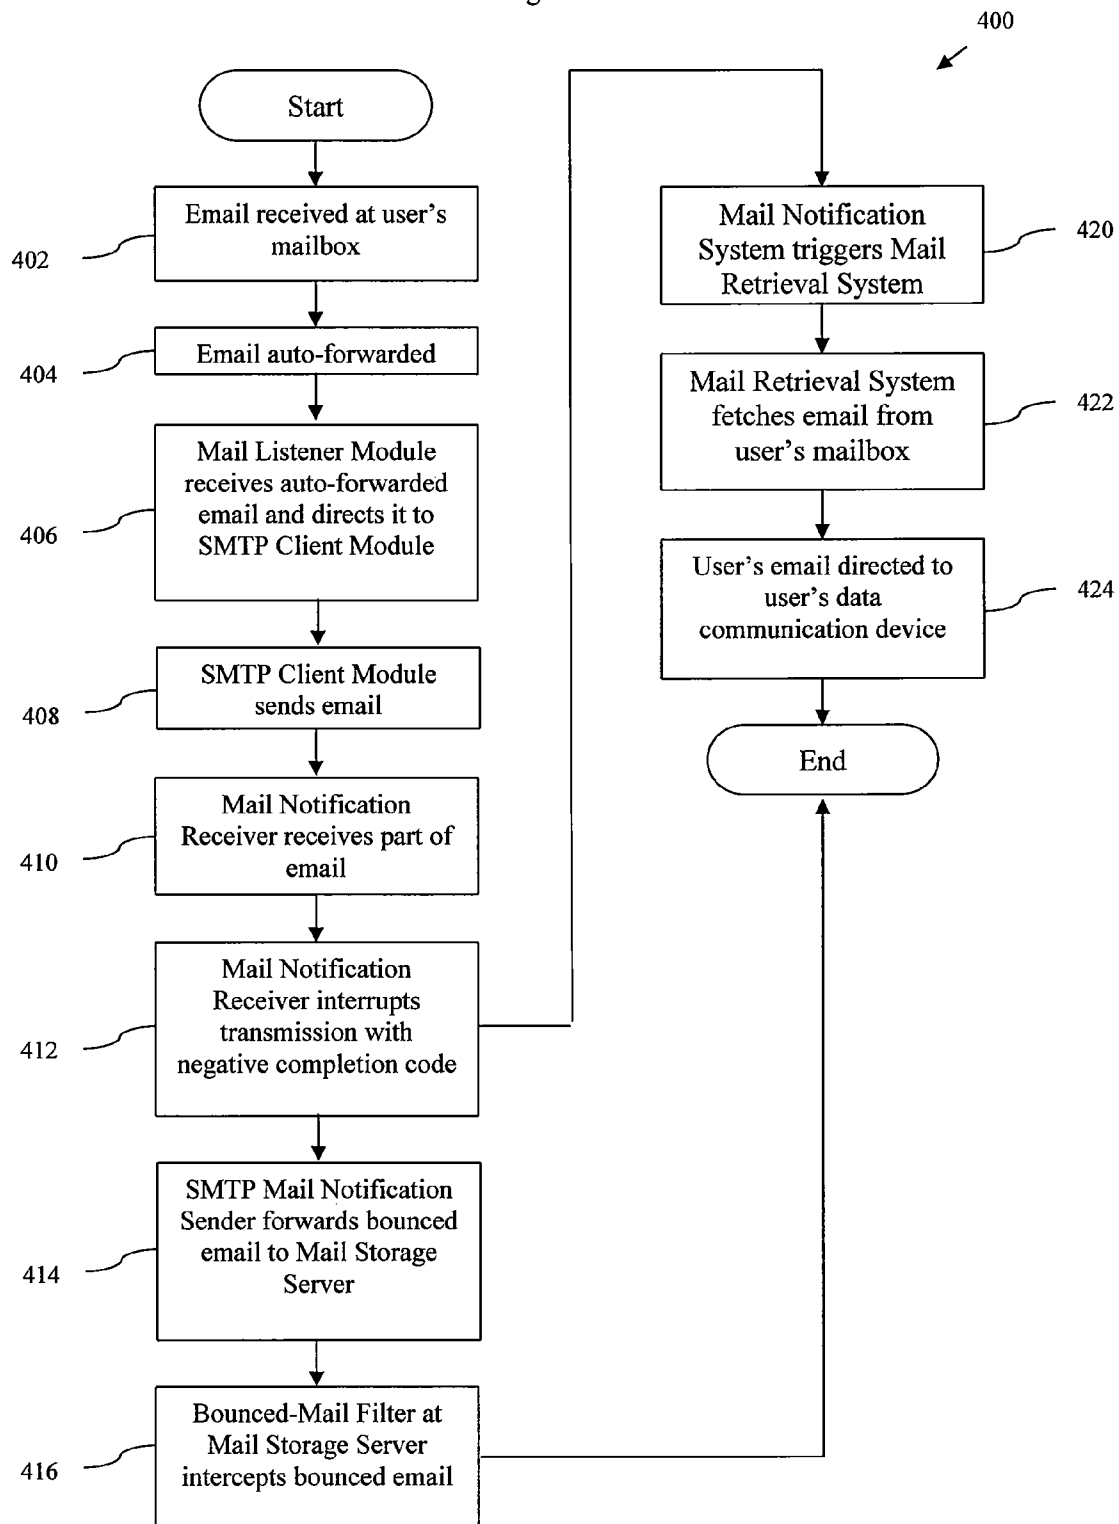 400
Start
Email received at user's
mailbox
402
Email auto-forwarded
404
Mail Listener Module
receives auto-forwarded
email and directs it to
SMTP Client Module
406
SMTP Client Module
sends email
408
Mail Notification
Receiver receives part of
email
410
Mail Notification
Receiver interrupts
transmission with
negative completion code
412
SMTP Mail Notification
Sender forwards bounced
email to Mail Storage
Server
414
Bounced-Mail Filter at
Mail Storage Server
intercepts bounced email
416
Mail Notification
System triggers Mail
Retrieval System
420
Mail Retrieval System
fetches email from
user's mailbox
422
User's email directed to
user's data
communication device
424
End